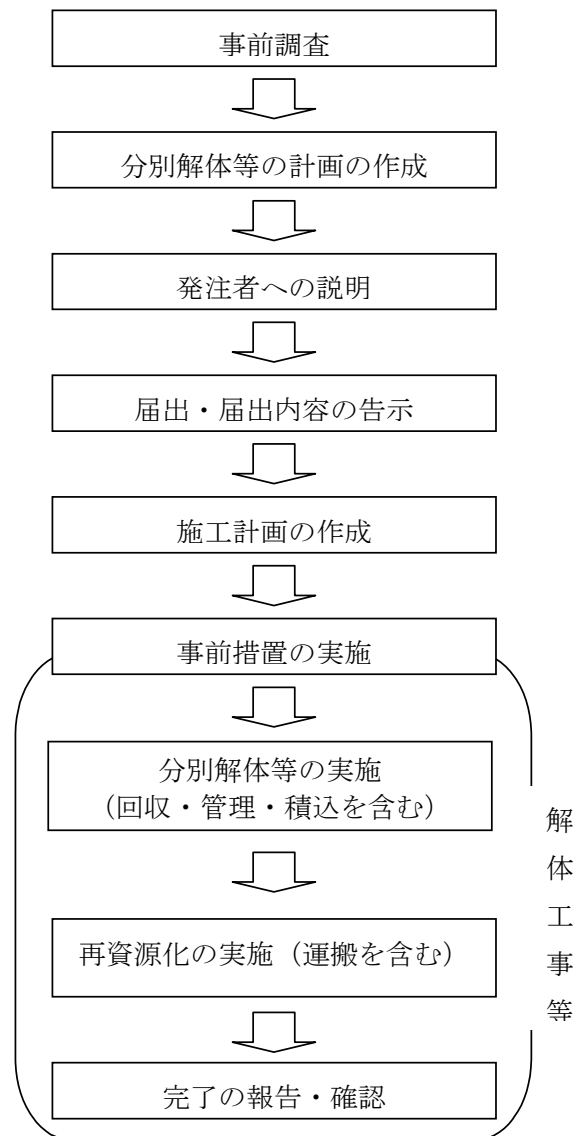 事前調査
分別解体等の計画の作成
発注者への説明
届出・届出内容の告示
施工計画の作成
事前措置の実施
分別解体等の実施
（回収・管理・積込を含む）
再資源化の実施（運搬を含む）
完了の報告・確認
解体工事等